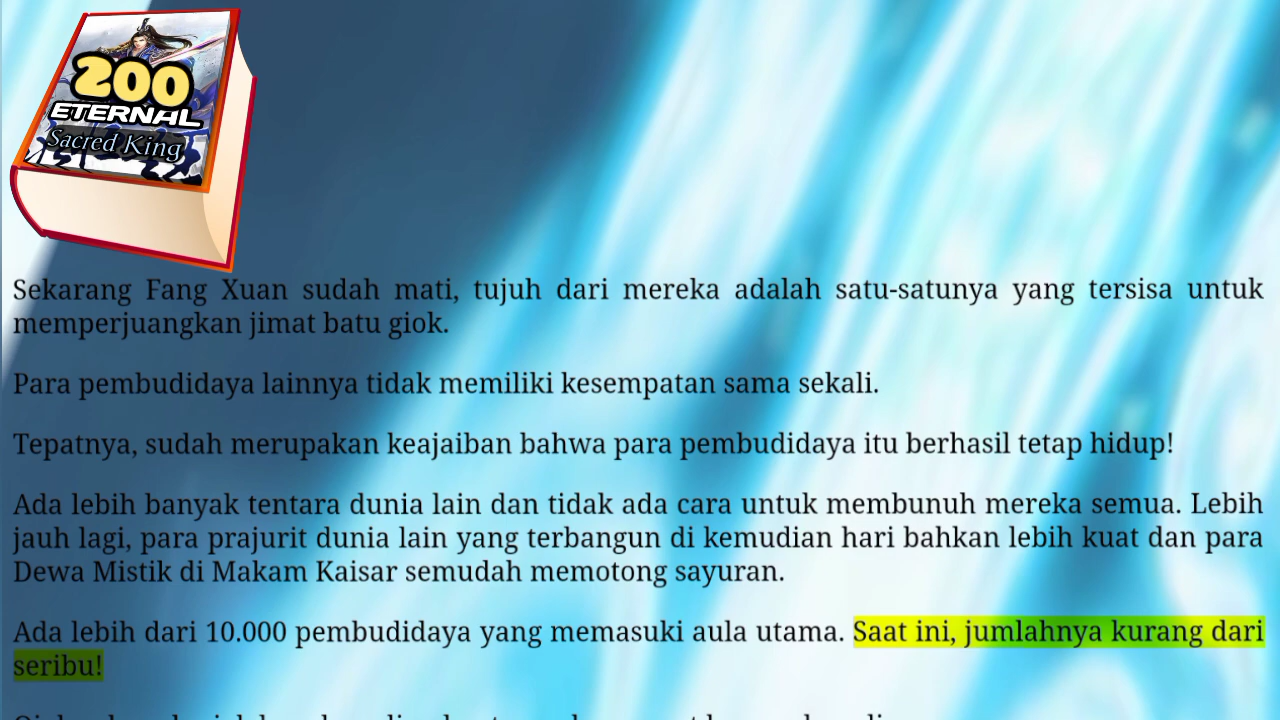 200
ETERNAL
Sacred King
Sekarang Fang Xuan sudah mati, tujuh dari mereka adalah satu-satunya yang tersisa untuk
memperjuangkan jimat batu giok.
Para pembudidaya lainnya tidak memiliki kesempatan sama sekali.
Tepatnya, sudah merupakan keajaiban bahwa para pembudidaya itu berhasil tetap hidup!
Ada lebih banyak tentara dunia lain dan tidak ada cara untuk membunuh mereka semua. Lebih
jauh lagi, para prajurit dunia lain yang terbangun di kemudian hari bahkan lebih kuat dan para
Dewa Mistik di Makam Kaisar semudah memotong sayuran.
Ada lebih dari 10.000 pembudidaya yang memasuki aula utama. Saat ini, jumlahnya kurang dari
seribu!